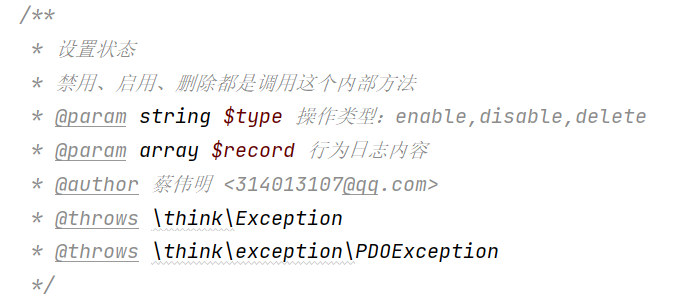 /**
* 设置状态
* 禁用、启用、删除都是调用这个内部方法
* @param string $type 操作类型：enable,disable,delete
* @param array $record 行为日志内容
* @author 蔡伟明 <314013107@qq.com>
* @throws \think\Exception
* @throws \think\exception\PDOException
*/